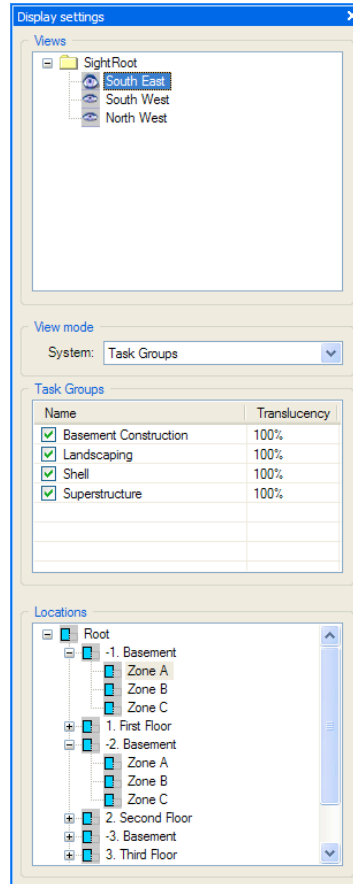 Display settings
Views
SightRoot
South East
South West
North West
View mode
System: Task Groups
Task Groups
Name Translucency
Basement Construction 100%
Landscaping 100%
Shell 100%
Superstructure 100%
Locations
Root
-1. Basement
Zone A
Zone B
Zone C
1. First Floor
-2. Basement
Zone A
Zone B
Zone C
2. Second Floor
-3. Basement
3. Third Floor